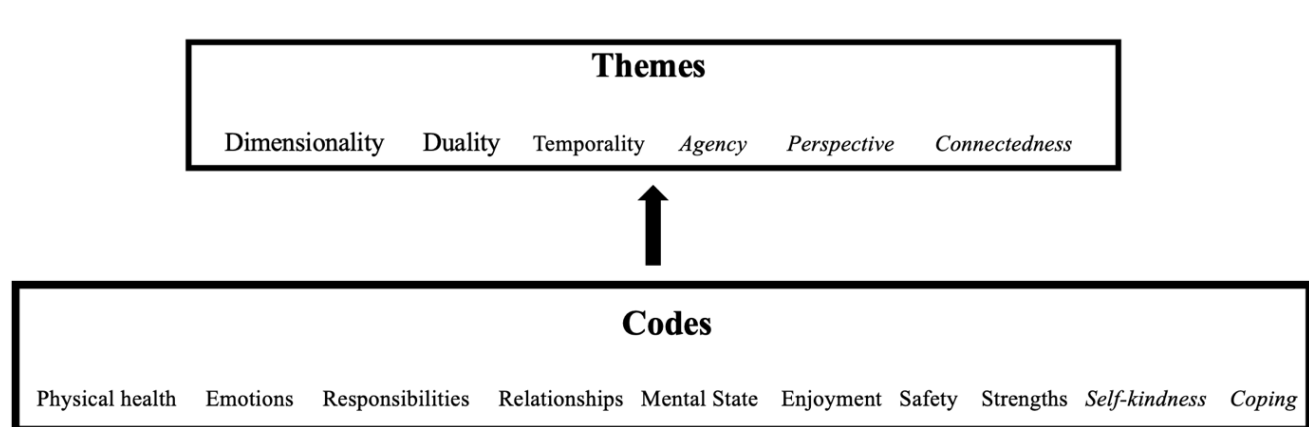 Themes
Dimensionality Duality Temporality Agency Perspective Connectedness
Codes
Physical health Emotions Responsibilities Relationships Mental State Enjoyment Safety Strengths Self-kindness Coping